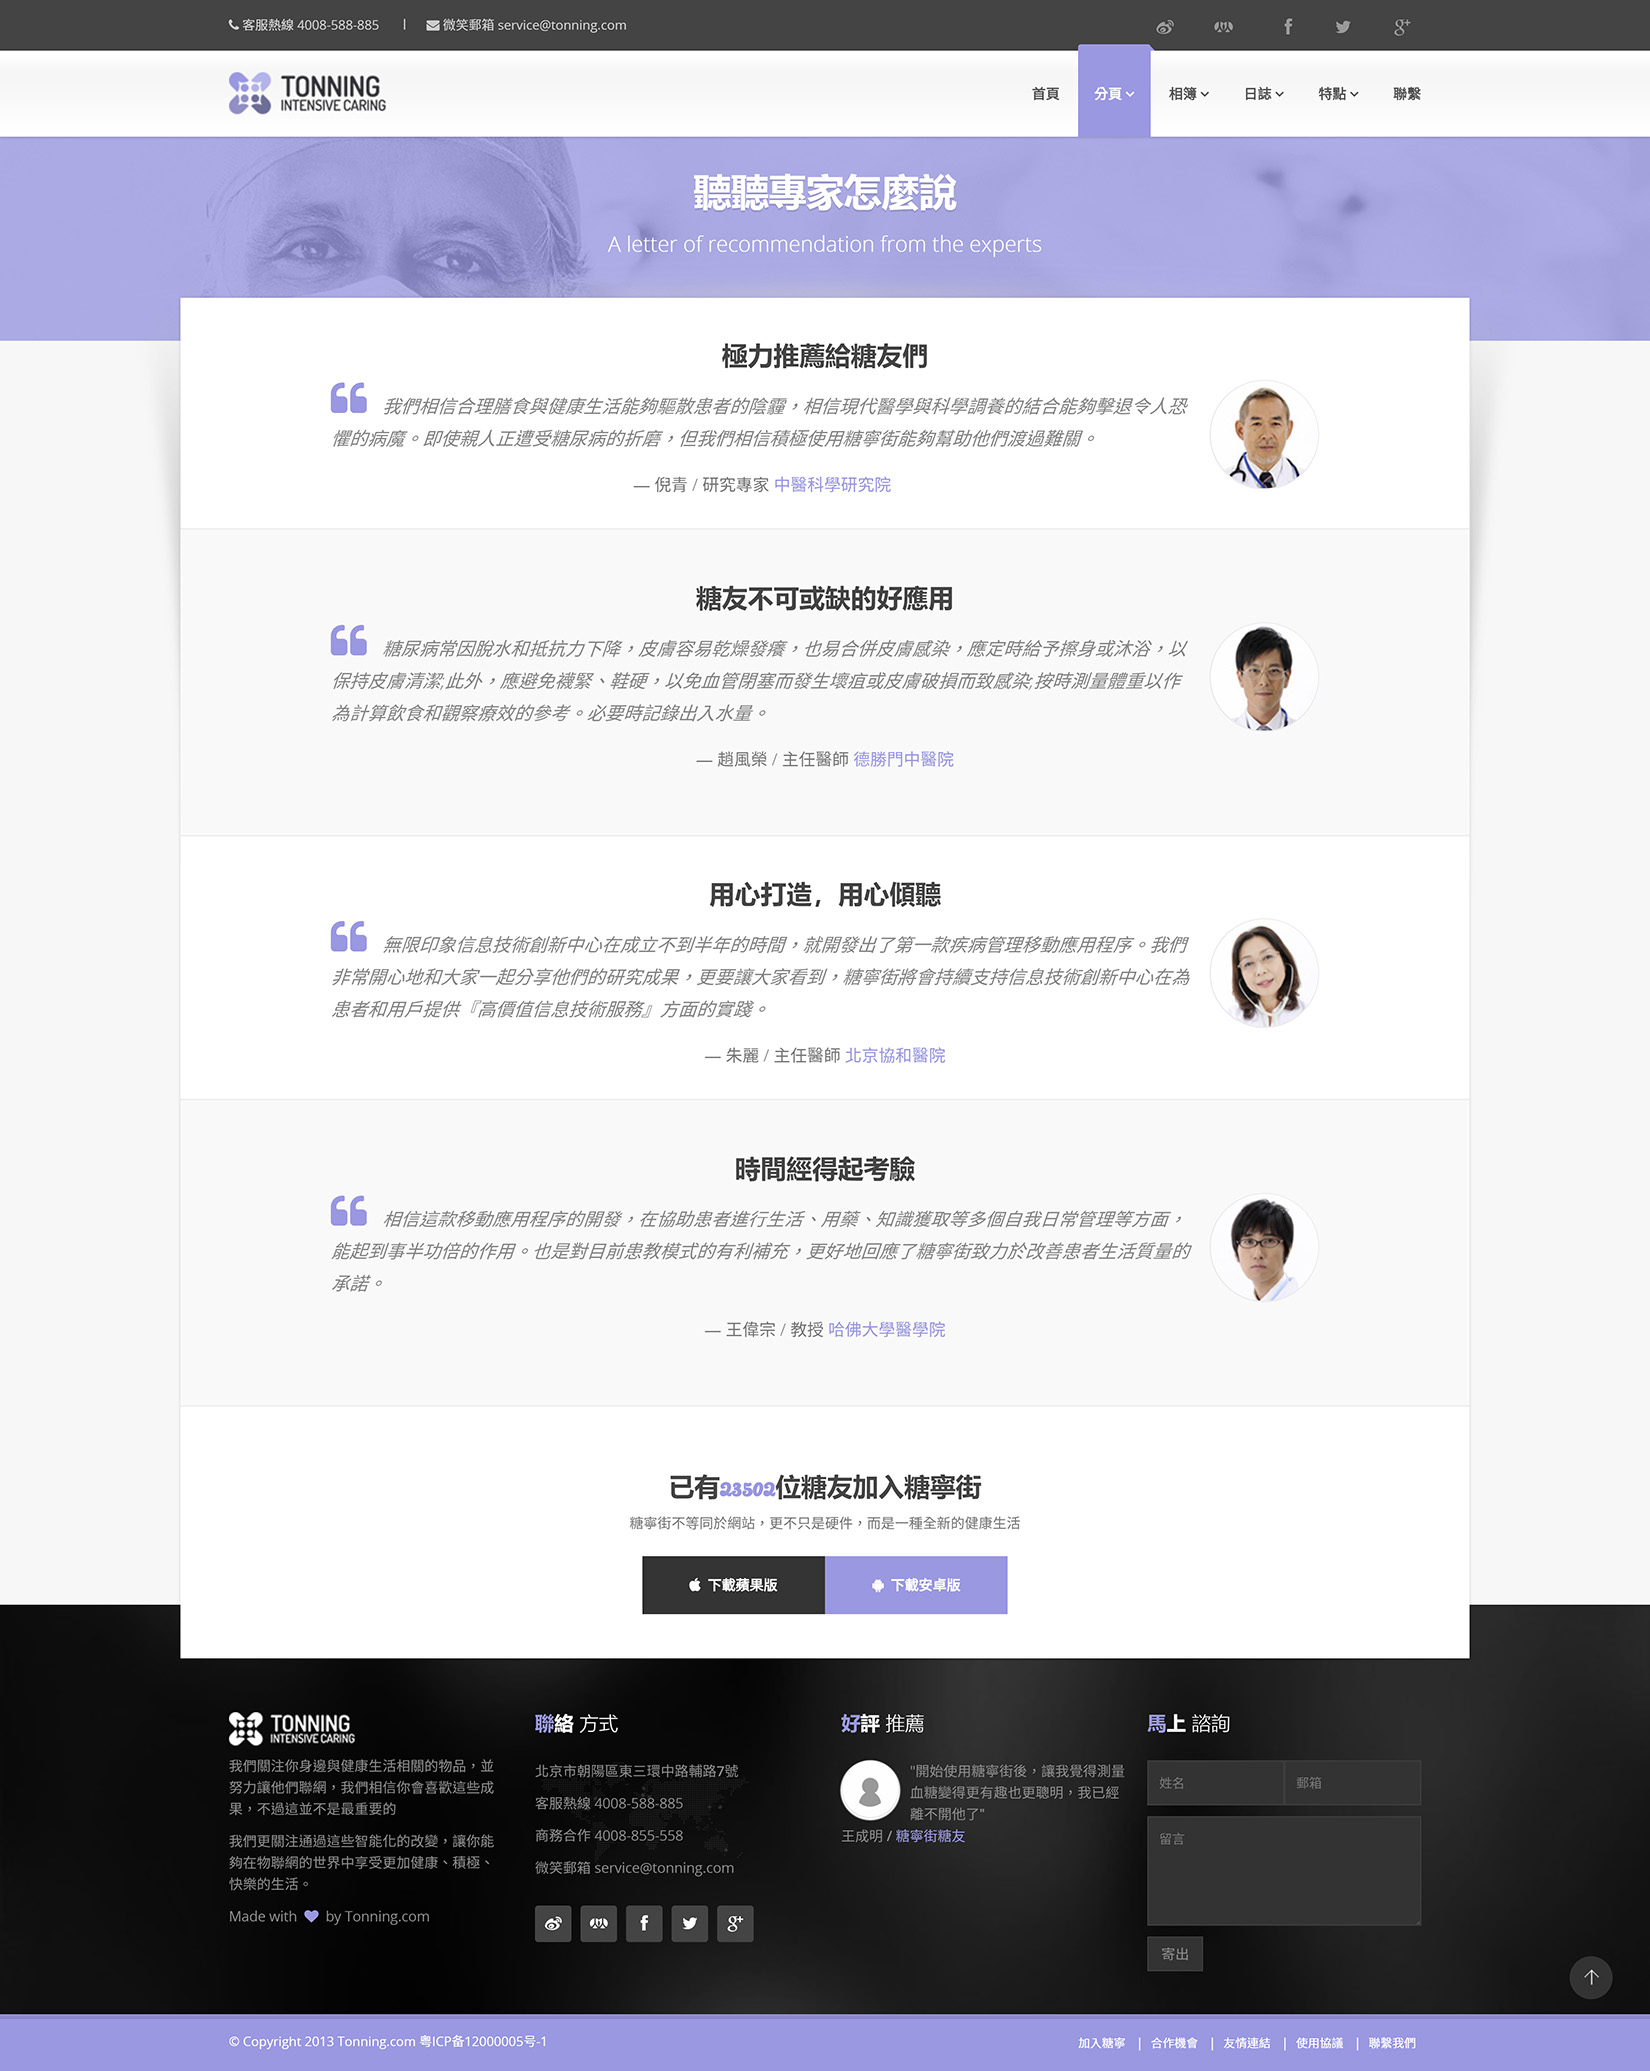 客服熱線 4008-588-885 | 微笑郵箱 service@tonning.com
TONNING
INTENSIVE CARING
首頁 分頁 相簿 日誌 特點 聯繫
聽聽專家怎麼說
A letter of recommendation from the experts
極力推薦給糖友們
我們相信合理膳食與健康生活能夠驅散患者的陰霾，相信現代醫學與科學調養的結合能夠擊退令人恐
懼的病魔。即使親人正遭受糖尿病的折磨，但我們相信積極使用糖寧街能夠幫助他們渡過難關。
— 倪青 / 研究專家 中醫科學研究院
糖友不可或缺的好應用
糖尿病常因脫水和抵抗力下降，皮膚容易乾燥發癢，也易合併皮膚感染，應定時給予擦身或沐浴，以
保持皮膚清潔;此外，應避免襪緊、鞋硬，以免血管閉塞而發生壞疽或皮膚破損而致感染;按時測量體重以作
為計算飲食和觀察療效的參考。必要時記錄出入水量。
— 趙風榮 / 主任醫師 德勝門中醫院
用心打造，用心傾聽
無限印象信息技術創新中心在成立不到半年的時間，就開發出了第一款疾病管理移動應用程序。我們
非常開心地和大家一起分享他們的研究成果，更要讓大家看到，糖寧街將會持續支持信息技術創新中心在為
患者和用戶提供『高價值信息技術服務』方面的實踐。
— 朱麗 / 主任醫師 北京協和醫院
時間經得起考驗
相信這款移動應用程序的開發，在協助患者進行生活、用藥、知識獲取等多個自我日常管理等方面，
能起到事半功倍的作用。也是對目前患教模式的有利補充，更好地回應了糖寧街致力於改善患者生活質量的
承諾。
— 王偉宗 / 教授 哈佛大學醫學院
已有23502位糖友加入糖寧街
糖寧街不等同於網站，更不只是硬件，而是一種全新的健康生活
下載蘋果版 下載安卓版
TONNING
INTENSIVE CARING
我們關注你身邊與健康生活相關的物品，並
努力讓他們聯網，我們相信你會喜歡這些成
果，不過這並不是最重要的
我們更關注通過這些智能化的改變，讓你能
夠在物聯網的世界中享受更加健康、積極、
快樂的生活。
Made with ♥ by Tonning.com
聯絡 方式
北京市朝陽區東三環中路輔路7號
客服熱線 4008-588-885
商務合作 4008-855-558
微笑郵箱 service@tonning.com
好評 推薦
"開始使用糖寧街後，讓我覺得測量
血糖變得更有趣也更聰明，我已經
離不開他了"
王成明 / 糖寧街糖友
馬上 諮詢
姓名 郵箱
留言
寄出
© Copyright 2013 Tonning.com 粤ICP备12000005号-1
加入糖寧 | 合作機會 | 友情連結 | 使用協議 | 聯繫我們